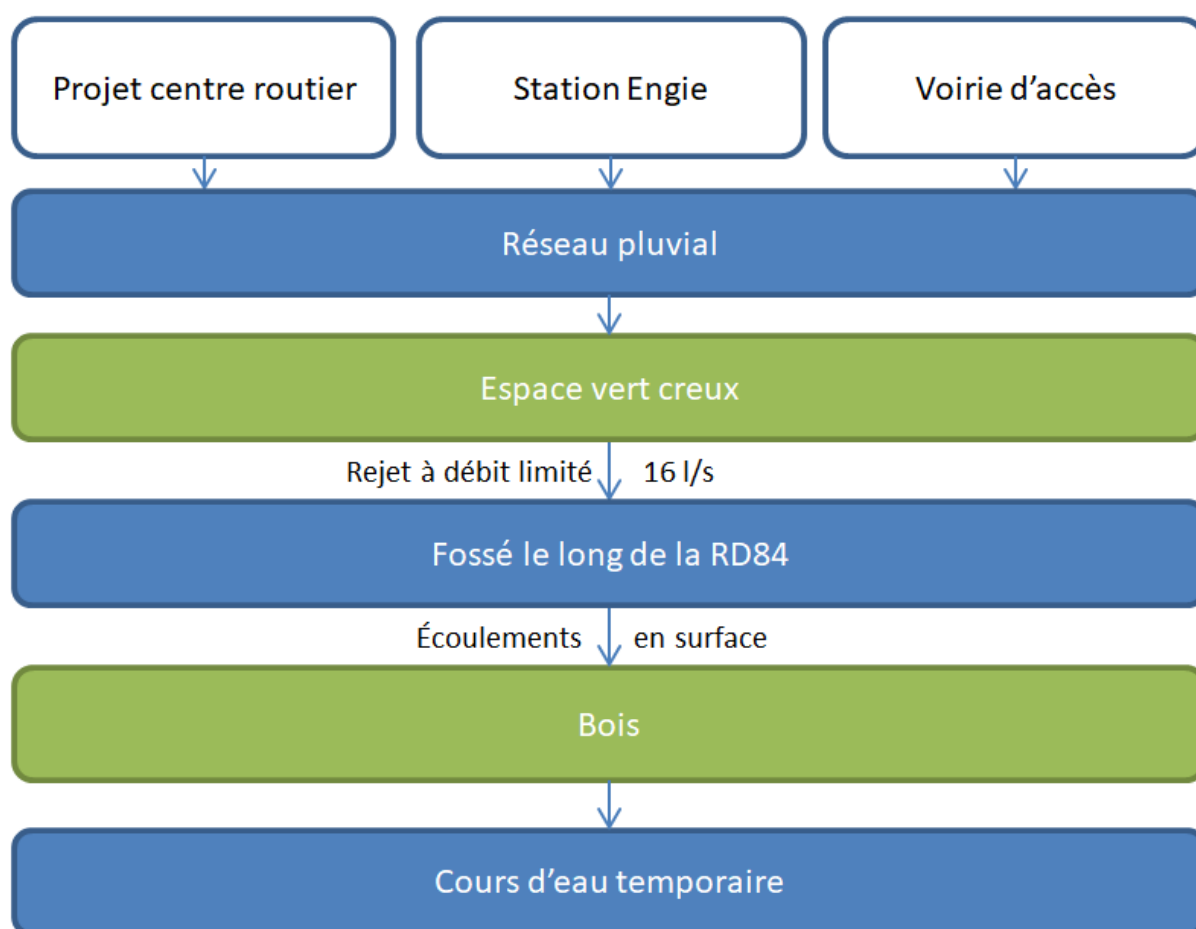 Projet centre routier
Station Engie
Voirie d’accès
Réseau pluvial
Espace vert creux
Rejet à débit limité 16 l/s
Fossé le long de la RD84
Écoulements en surface
Bois
Cours d’eau temporaire